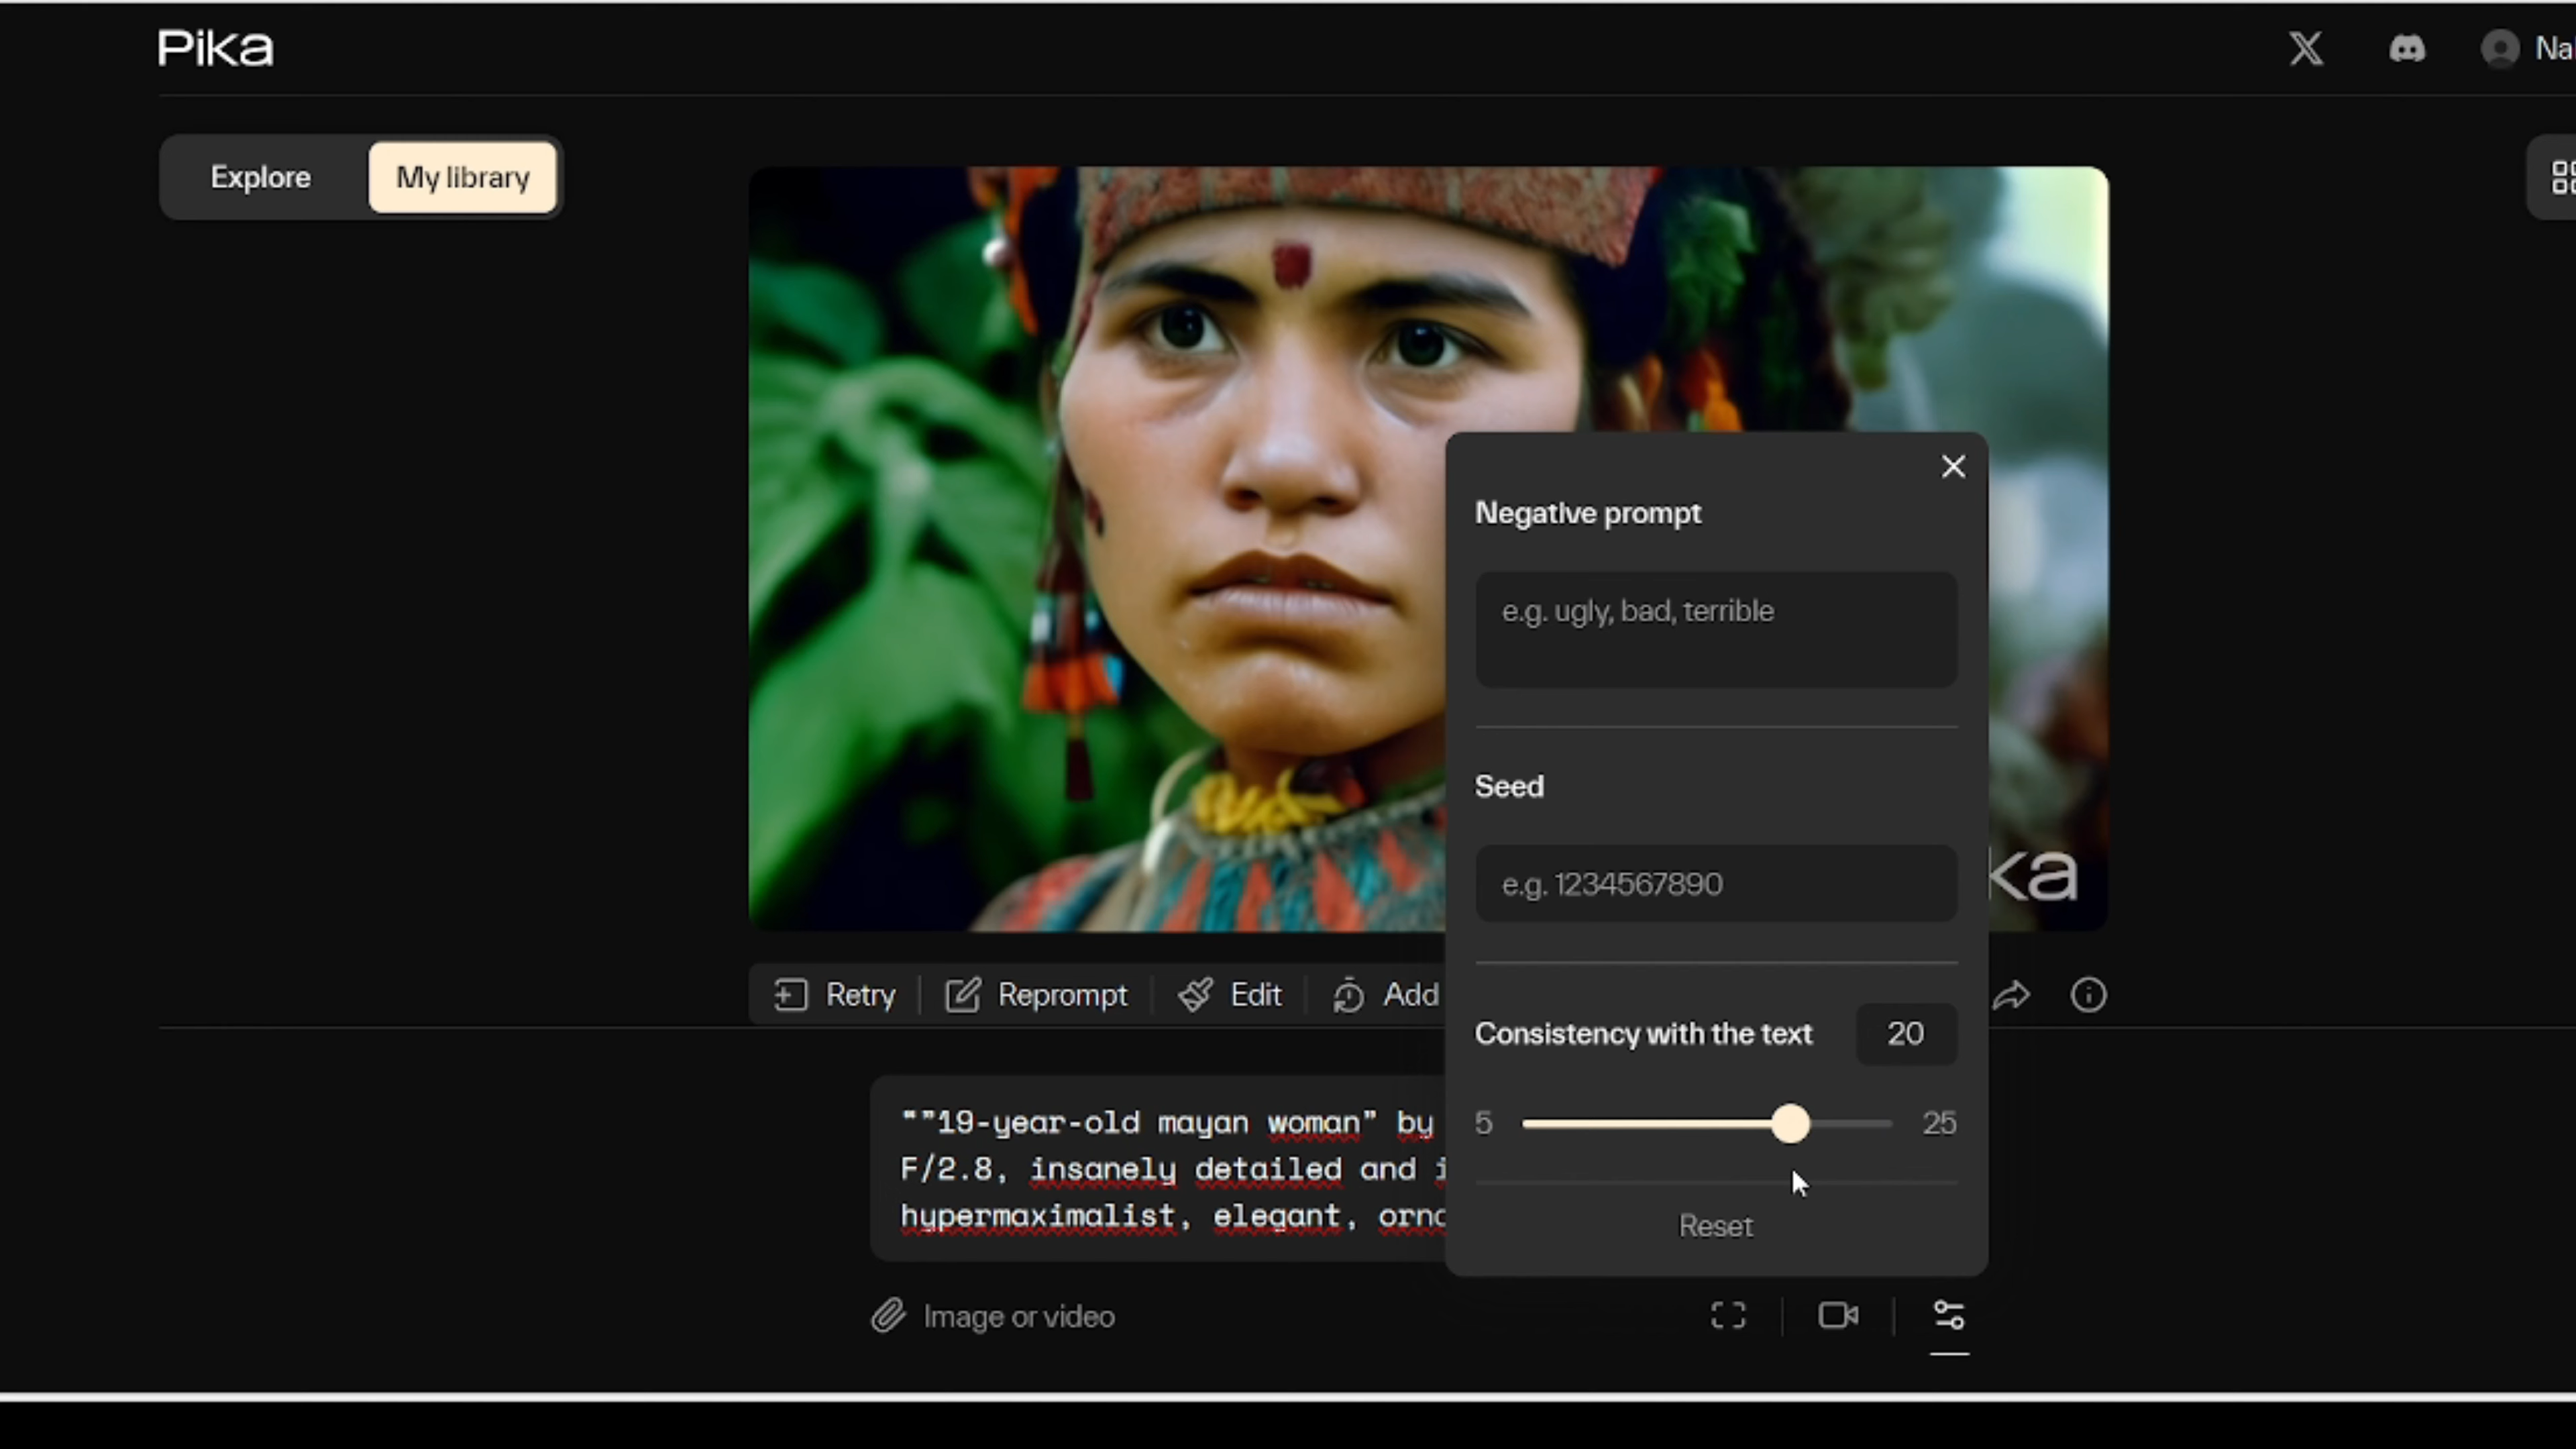 Pika
Na
Explore
My library
Negative prompt
e.g. ugly, bad, terrible
Seed
e.g. 1234567890
ka
Retry
Reprompt
Edit
Add
Consistency with the text
20
5
25
“”19-year-old mayan woman” by
F/2.8, insanely detailed and i
hypermaximalist, elegant, orna
Reset
Image or video